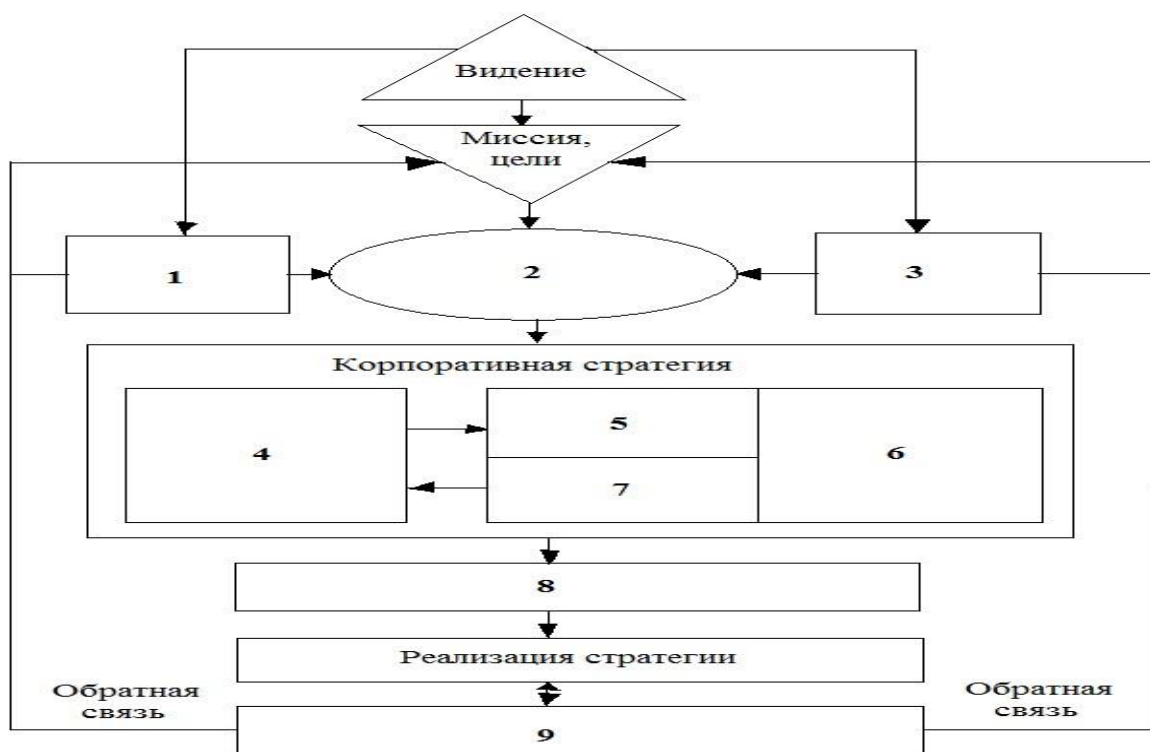 Видение
Миссия,
цели
1
2
3
Корпоративная стратегия
4
5
6
7
8
Реализация стратегии
Обратная
связь
Обратная
связь
9